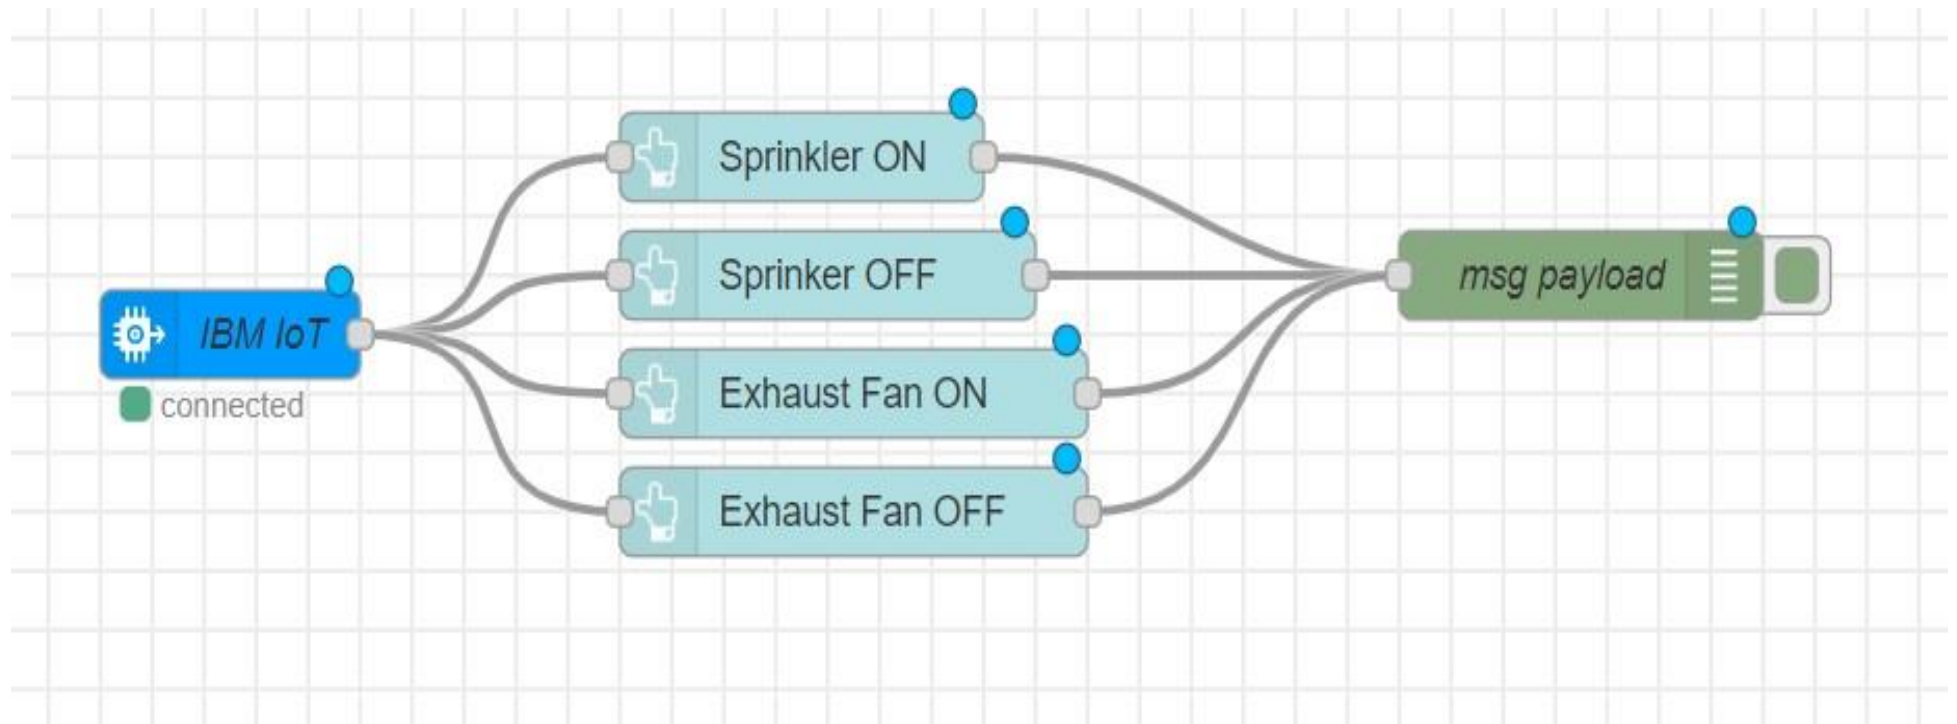 Sprinkler ON
Sprinker OFF
msg payload
IBM IoT
connected
Exhaust Fan ON
Exhaust Fan OFF